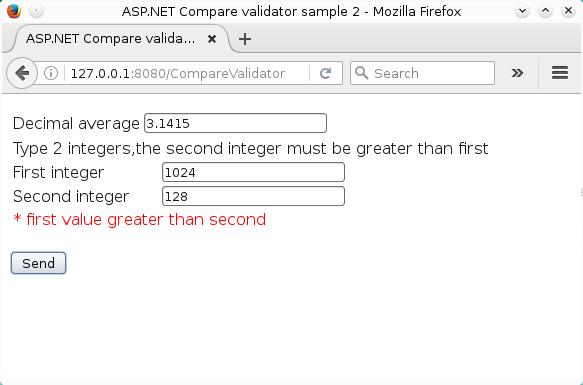 ASP.NET Compare validator sample 2 - Mozilla Firefox
ASP.NET Compare valida...
127.0.0.1:8080/CompareValidator
Search
Decimal average 3.1415
Type 2 integers,the second integer must be greater than first
First integer 1024
Second integer 128
* first value greater than second
Send